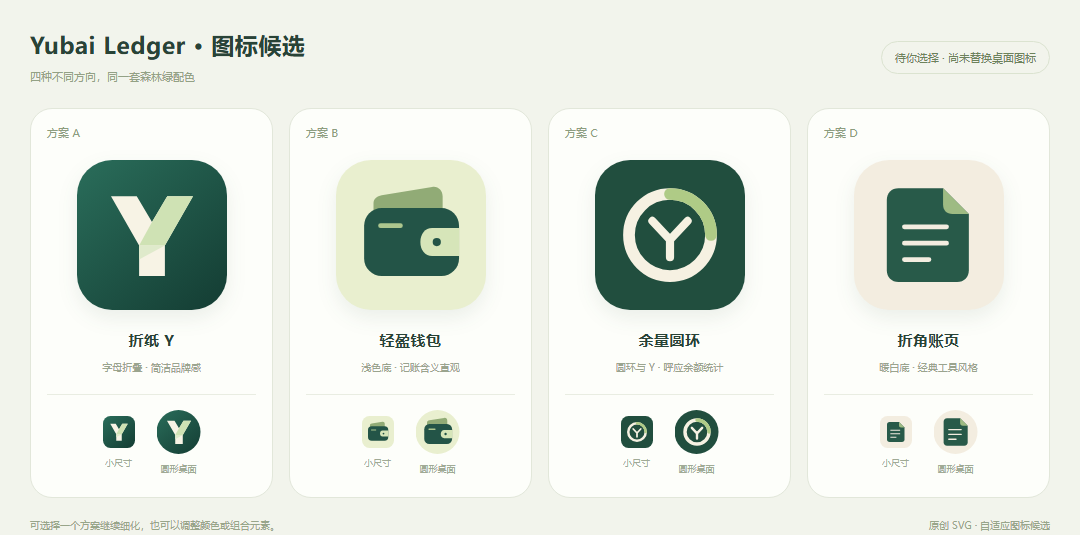 Yubai Ledger · 图标候选
四种不同方向，同一套森林绿配色
待你选择 · 尚未替换桌面图标
方案 A
Y
折纸 Y
字母折叠 · 简洁品牌感
Y
小尺寸
Y
圆形桌面
方案 B
轻盈钱包
浅色底 · 记账含义直观
小尺寸
圆形桌面
方案 C
Y
余量圆环
圆环与 Y · 呼应余额统计
Y
小尺寸
Y
圆形桌面
方案 D
折角账页
暖白底 · 经典工具风格
小尺寸
圆形桌面
可选择一个方案继续细化，也可以调整颜色或组合元素。
原创 SVG · 自适应图标候选